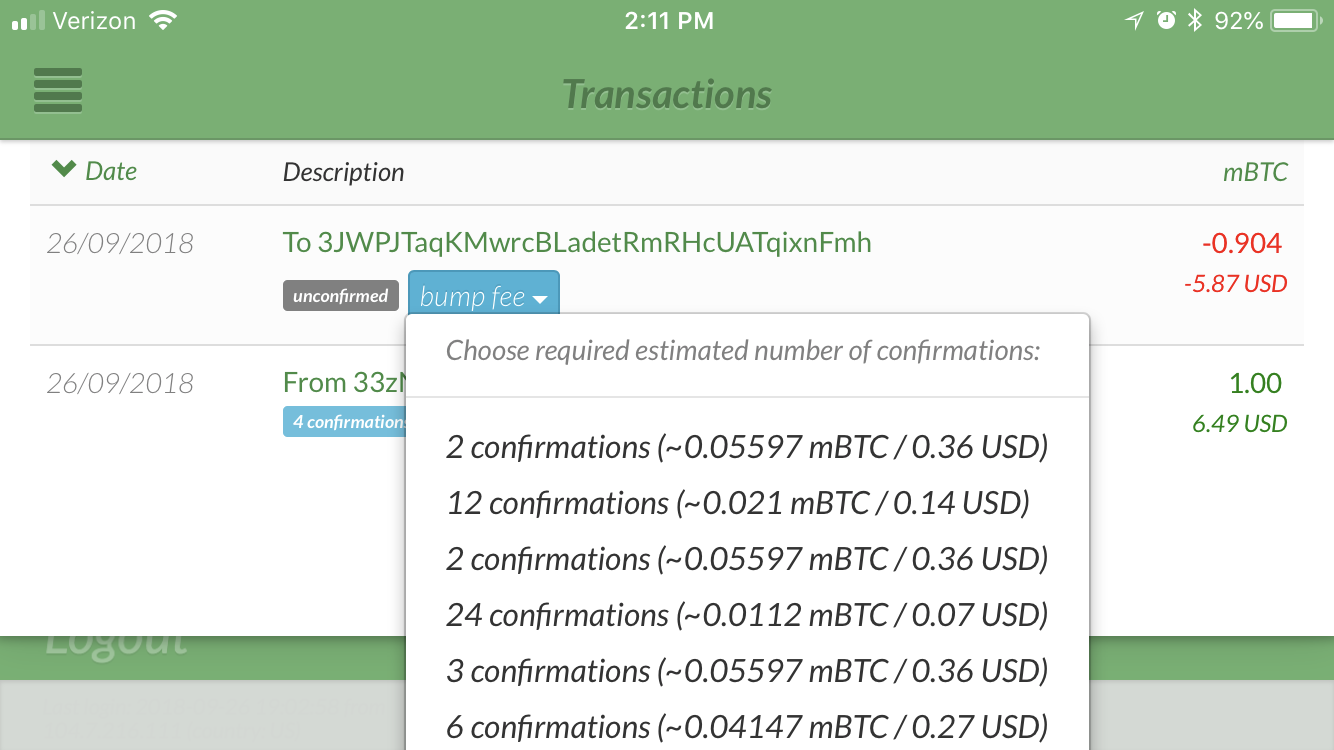 Verizon 2:11 PM 92%
Transactions
Date Description mBTC
26/09/2018 To 3JWPJTaqKMwrcBLadetRmRHcUATqixnFmh -0.904
-5.87 USD
unconfirmed bump fee
Choose required estimated number of confirmations:
26/09/2018 From 33z 1.00
4 confirmations 6.49 USD
2 confirmations (~0.05597 mBTC / 0.36 USD)
12 confirmations (~0.021 mBTC / 0.14 USD)
2 confirmations (~0.05597 mBTC / 0.36 USD)
24 confirmations (~0.0112 mBTC / 0.07 USD)
Logout
3 confirmations (~0.05597 mBTC / 0.36 USD)
6 confirmations (~0.04147 mBTC / 0.27 USD)